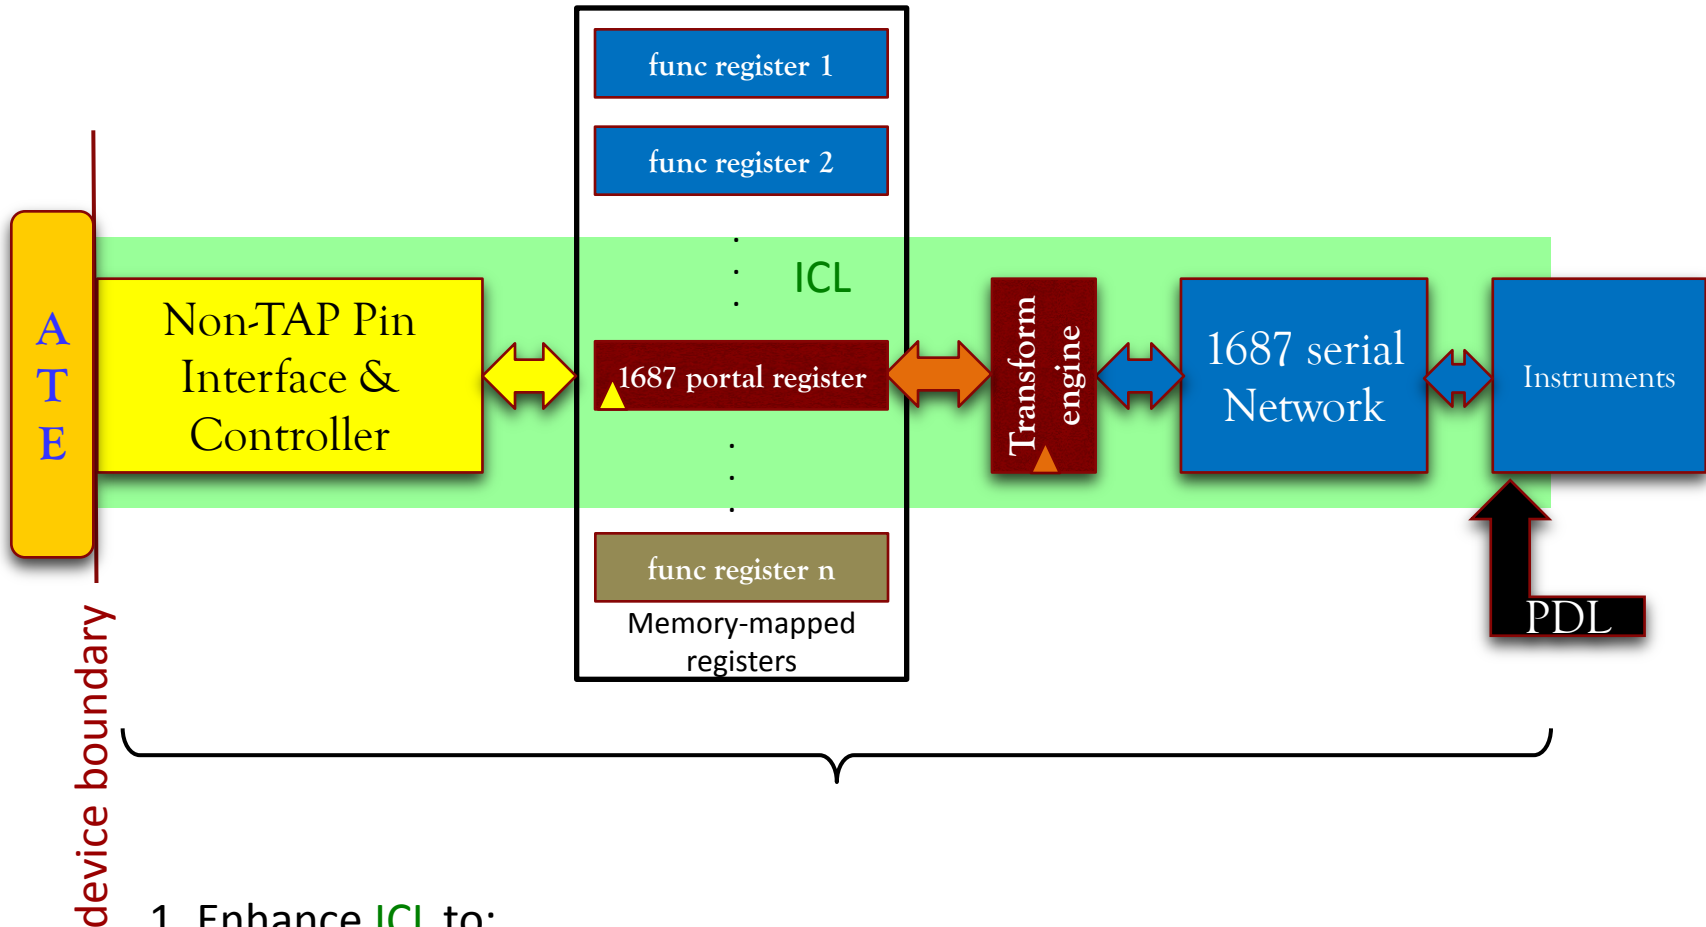 func register 1
func register 2
.
.
.
ICL
A
T
E
Non-TAP Pin
Interface &
Controller
1687 portal register
Transform
engine
1687 serial
Network
Instruments
.
.
.
func register n
Memory-mapped
registers
PDL
device boundary
1. Enhance ICL to: